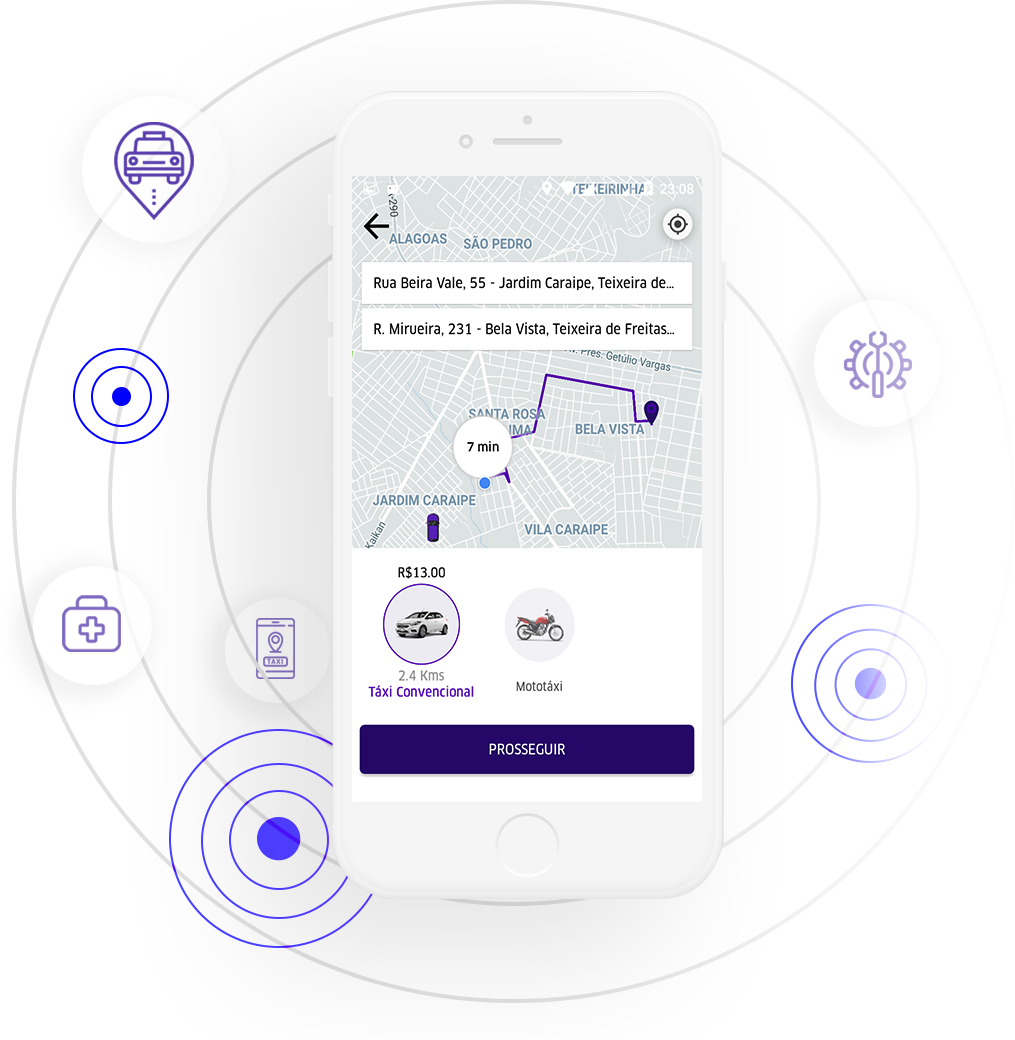 TEIXEIRINHA
23:08
ALAGOAS
SÃO PEDRO
Rua Beira Vale, 55 - Jardim Caraipe, Teixeira de...
R. Mirueira, 231 - Bela Vista, Teixeira de Freitas...
Pres. Getúlio Vargas
SANTA ROSA
BELA VISTA
7 min
JARDIM CARAIPE
Kaikan
VILA CARAIPE
R$13.00
2.4 Kms
Táxi Convencional
Mototáxi
TAXI
PROSSEGUIR